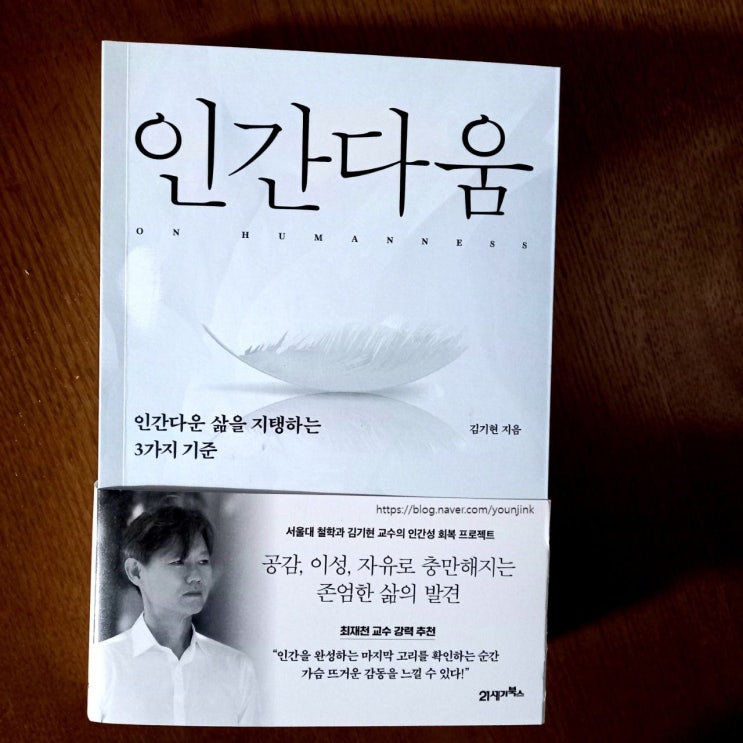 인간다움
ON HUMANNESS
인간다운 삶을 지탱하는
3가지 기준
김기현 지음
https://blog.naver.com/younjink
서울대 철학과 김기현 교수의 인간성 회복 프로젝트
공감, 이성, 자유로 충만해지는
존엄한 삶의 발견
최재천 교수 강력 추천
“인간을 완성하는 마지막 고리를 확인하는 순간
가슴 뜨거운 감동을 느낄 수 있다!”
21세기북스